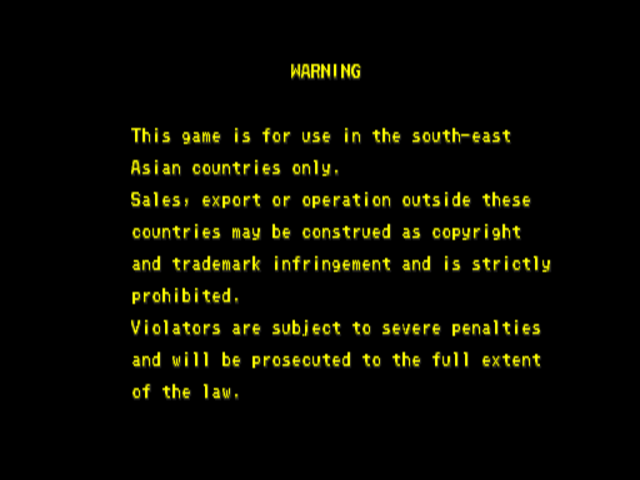 WARNING
This game is for use in the south-east
Asian countries only.
Sales, export or operation outside these
countries may be construed as copyright
and trademark infringement and is strictly
prohibited.
Violators are subject to severe penalties
and will be prosecuted to the full extent
of the law.